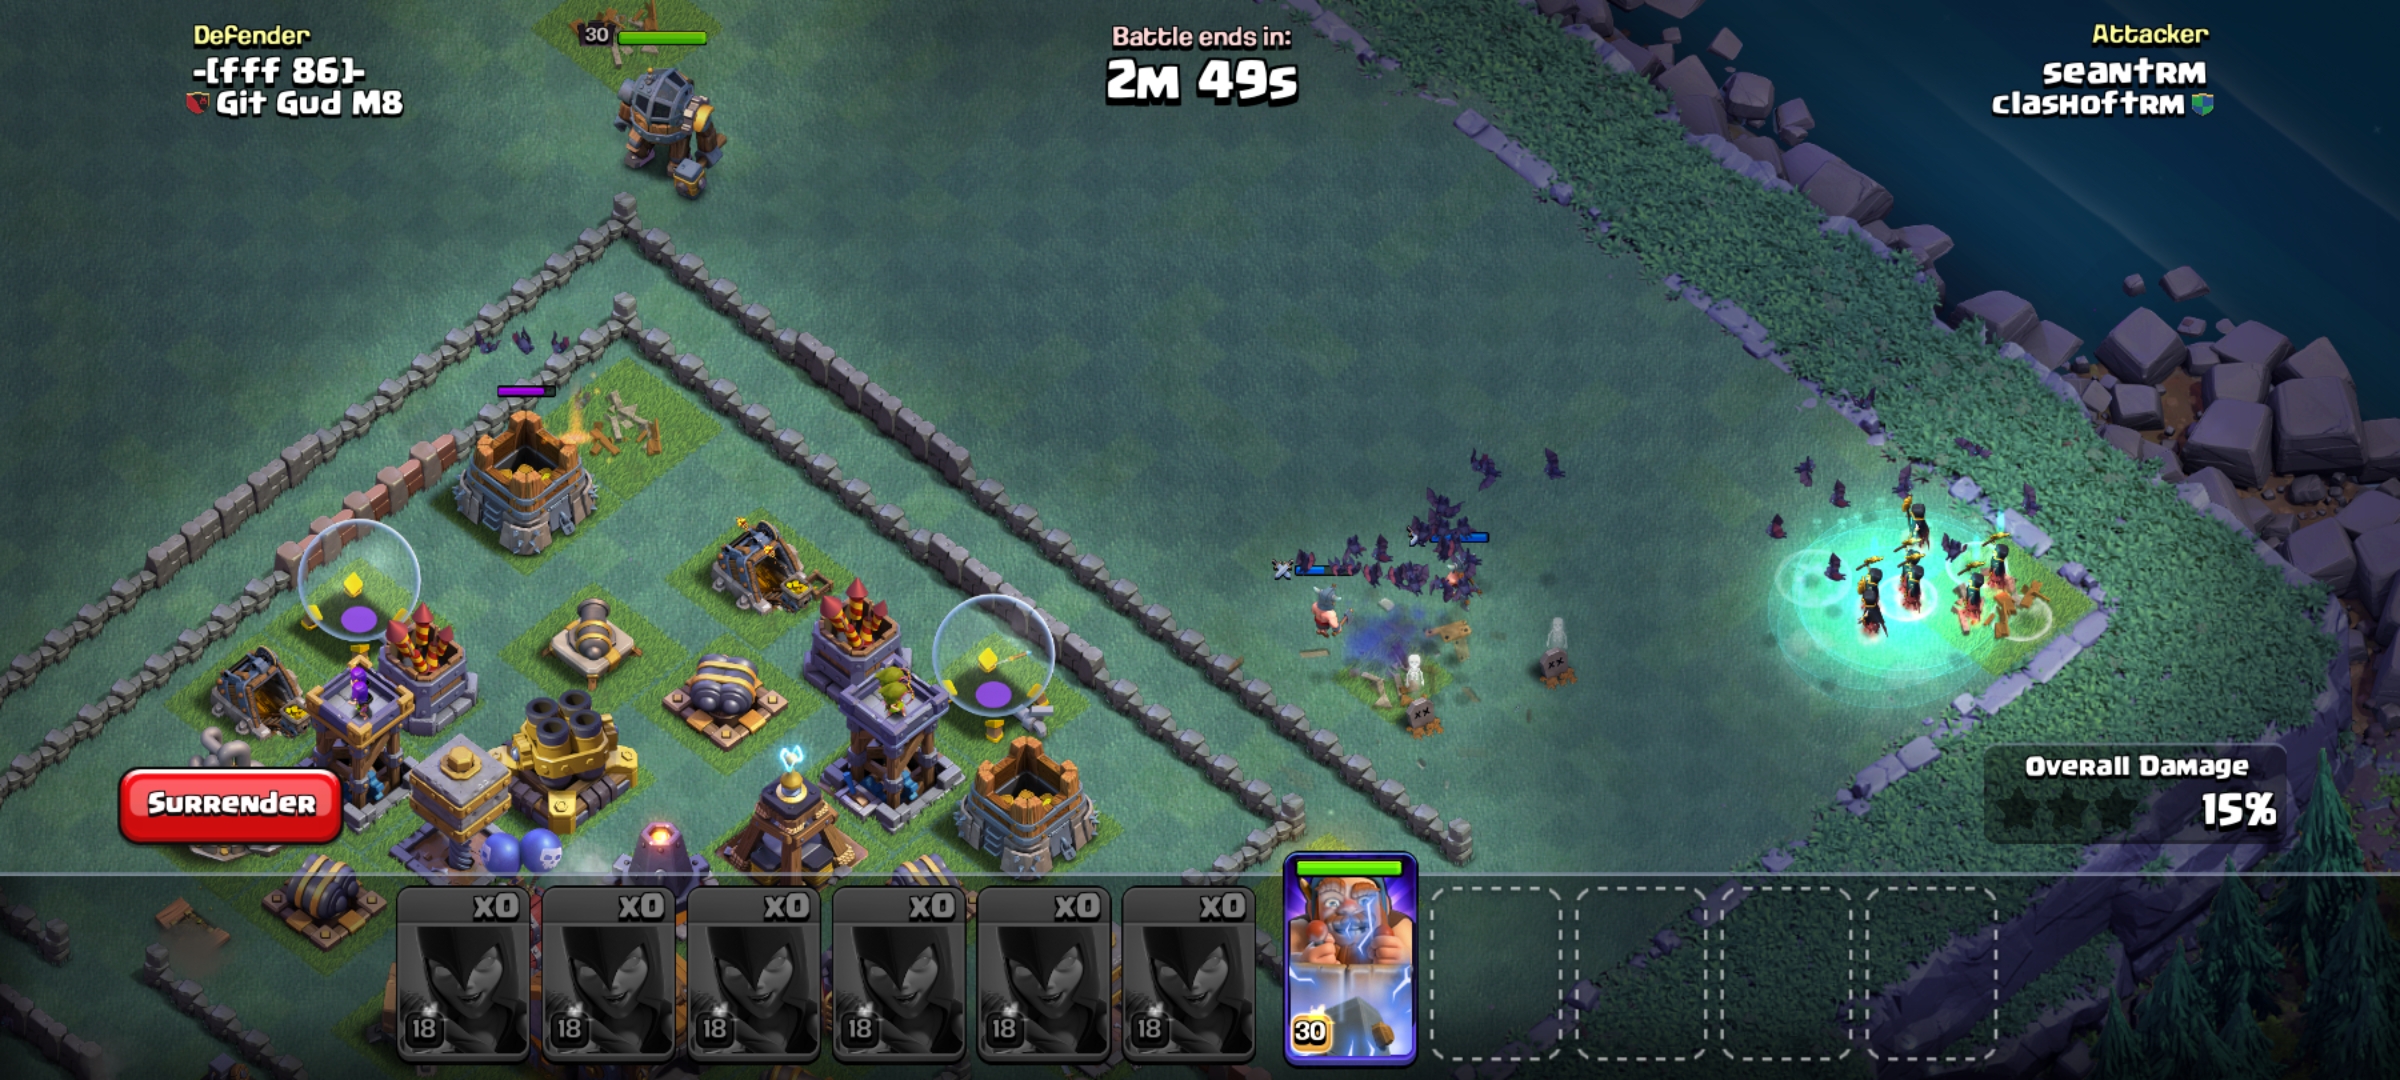 Defender
-[fff 86]-
Git Gud M8
30
Battle ends in:
2M 49s
Attacker
seantRM
clashoftRM
Surrender
Overall Damage
15%
x0
x0
x0
x0
x0
x0
18
18
18
18
18
18
30